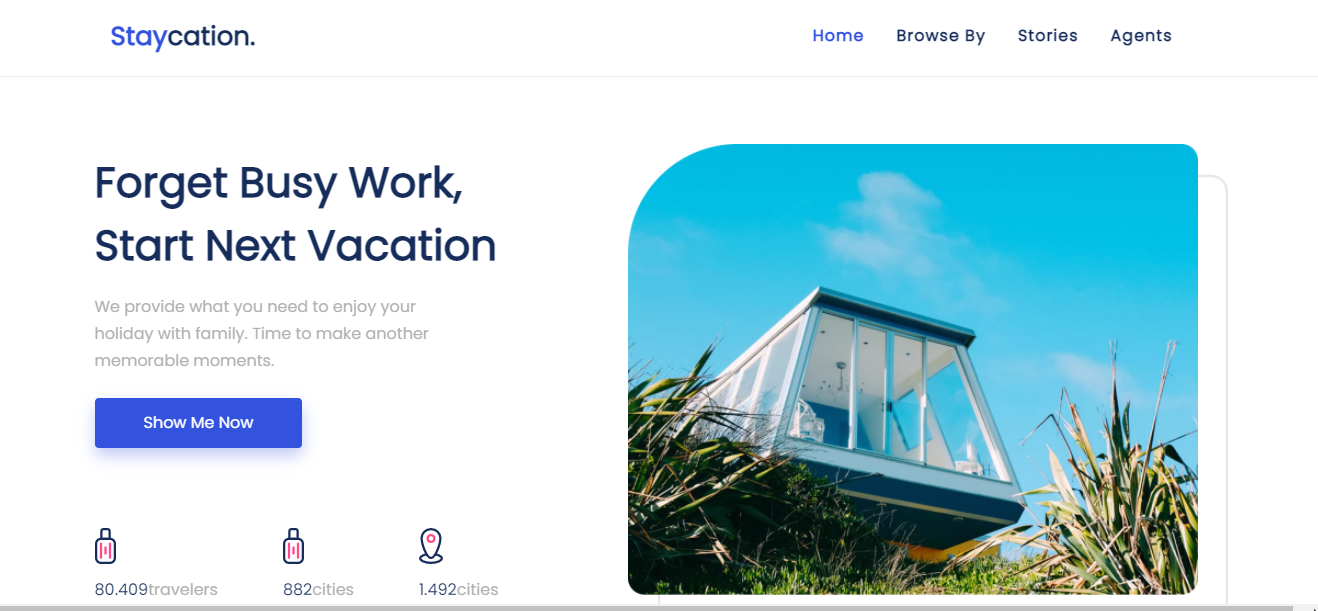 Staycation.
Home Browse By Stories Agents
Forget Busy Work,
Start Next Vacation
We provide what you need to enjoy your
holiday with family. Time to make another
memorable moments.
Show Me Now
80.409travelers 882cities 1.492cities